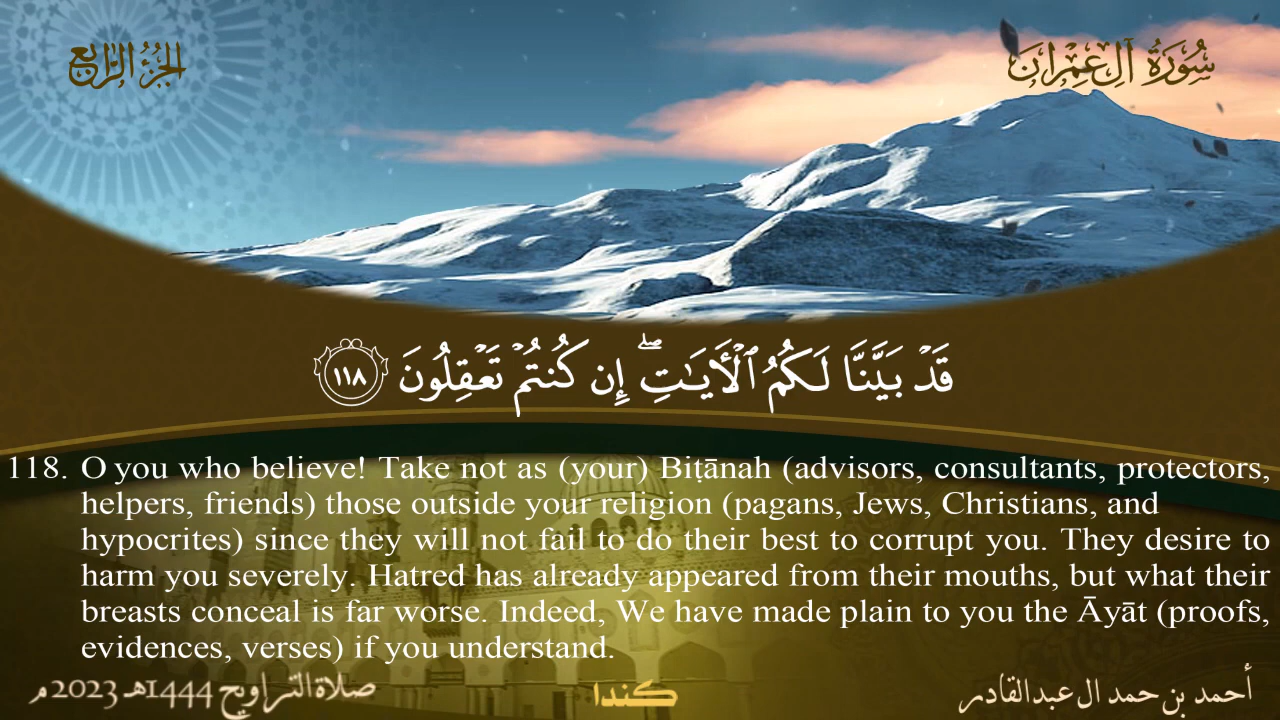 سُورَةُ آلِ عِمْرَان
الجُزْءُ الرَّابِع
قَدْ بَيَّنَّا لَكُمُ ٱلْأَيَـٰتِ ۖ إِن كُنتُمْ تَعْقِلُونَ ١١٨
118. O you who believe! Take not as (your) Biṭānah (advisors, consultants, protectors,
helpers, friends) those outside your religion (pagans, Jews, Christians, and
hypocrites) since they will not fail to do their best to corrupt you. They desire to
harm you severely. Hatred has already appeared from their mouths, but what their
breasts conceal is far worse. Indeed, We have made plain to you the Āyāt (proofs,
evidences, verses) if you understand.
أحمد بن حمد ال عبدالقادر
كندا
صلاة التراويح 1444هـ 2023م